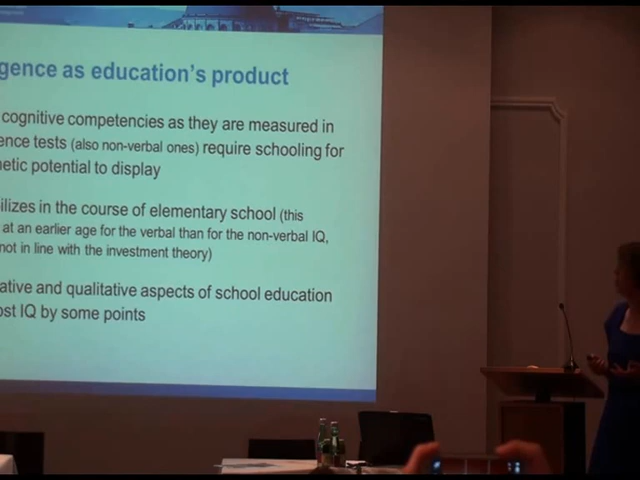 gence as education's product
cognitive competencies as they are measured in
ence tests (also non-verbal ones) require schooling for
netic potential to display
ilizes in the course of elementary school (this
at an earlier age for the verbal than for the non-verbal IQ,
not in line with the investment theory)
ative and qualitative aspects of school education
ost IQ by some points